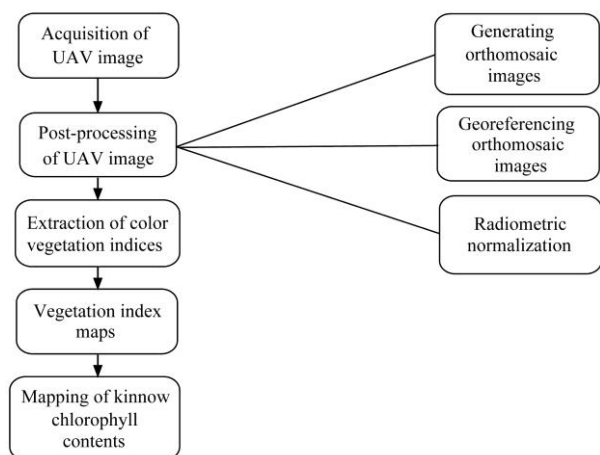 Acquisition of
UAV image
Post-processing
of UAV image
Extraction of color
vegetation indices
Vegetation index
maps
Mapping of kinnow
chlorophyll
contents
Generating
orthomosaic
images
Georeferencing
orthomosaic
images
Radiometric
normalization